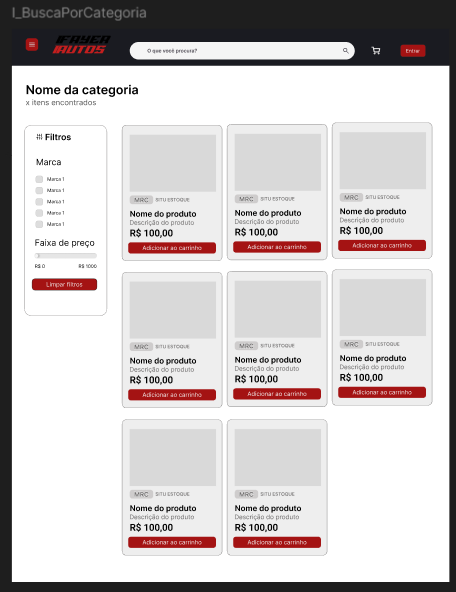 I_BuscaPorCategoria
FAYER
AUTOS
O que você procura?
Entrar
Nome da categoria
x itens encontrados
Filtros
Marca
Marca 1
Marca 1
Marca 1
Marca 1
Marca 1
Faixa de preço
R$ 0
R$ 1000
Limpar filtros
MRC SITU ESTOQUE
Nome do produto
Descrição do produto
R$ 100,00
Adicionar ao carrinho
MRC SITU ESTOQUE
Nome do produto
Descrição do produto
R$ 100,00
Adicionar ao carrinho
MRC SITU ESTOQUE
Nome do produto
Descrição do produto
R$ 100,00
Adicionar ao carrinho
MRC SITU ESTOQUE
Nome do produto
Descrição do produto
R$ 100,00
Adicionar ao carrinho
MRC SITU ESTOQUE
Nome do produto
Descrição do produto
R$ 100,00
Adicionar ao carrinho
MRC SITU ESTOQUE
Nome do produto
Descrição do produto
R$ 100,00
Adicionar ao carrinho
MRC SITU ESTOQUE
Nome do produto
Descrição do produto
R$ 100,00
Adicionar ao carrinho
MRC SITU ESTOQUE
Nome do produto
Descrição do produto
R$ 100,00
Adicionar ao carrinho